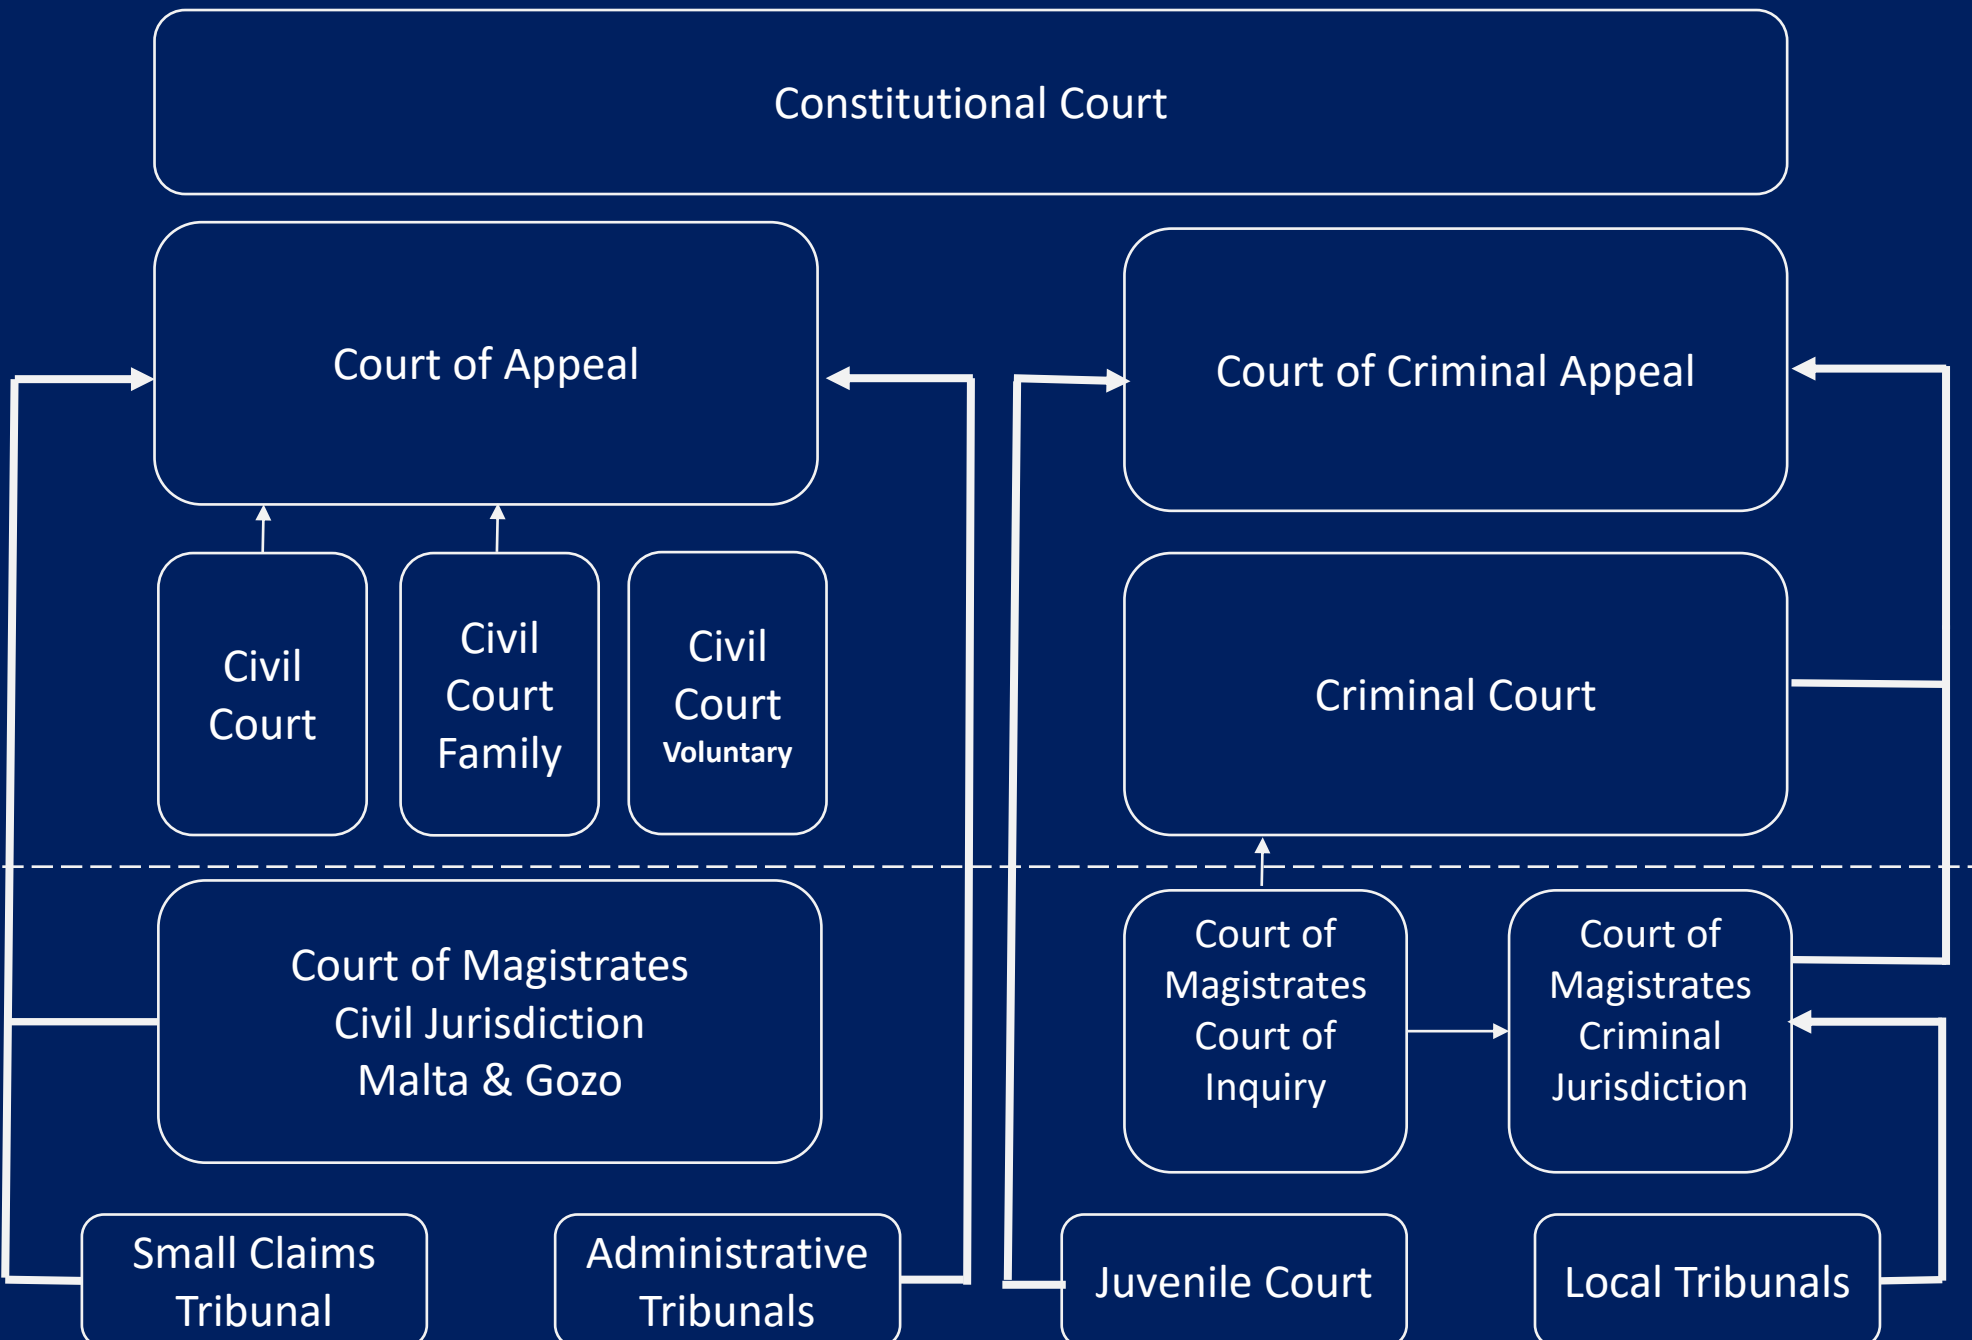 Constitutional Court
Court of Appeal
Court of Criminal Appeal
Civil
Court
Civil
Court
Family
Civil
Court
Voluntary
Criminal Court
Court of Magistrates
Civil Jurisdiction
Malta & Gozo
Court of
Magistrates
Court of
Inquiry
Court of
Magistrates
Criminal
Jurisdiction
Small Claims
Tribunal
Administrative
Tribunals
Juvenile Court
Local Tribunals